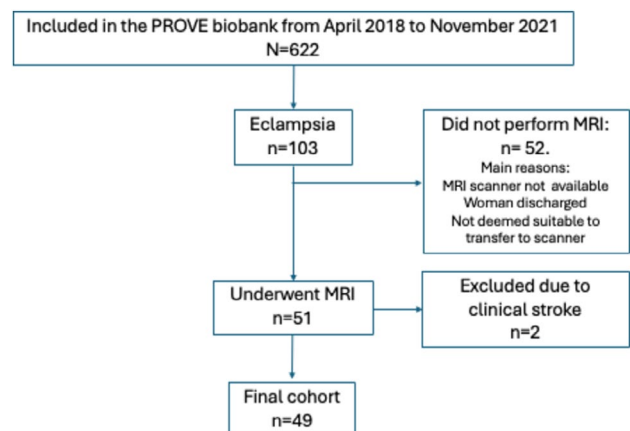 Included in the PROVE biobank from April 2018 to November 2021
N=622
Eclampsia
n=103
Did not perform MRI:
n= 52.
Main reasons:
MRI scanner not available
Woman discharged
Not deemed suitable to
transfer to scanner
Underwent MRI
n=51
Excluded due to
clinical stroke
n=2
Final cohort
n=49